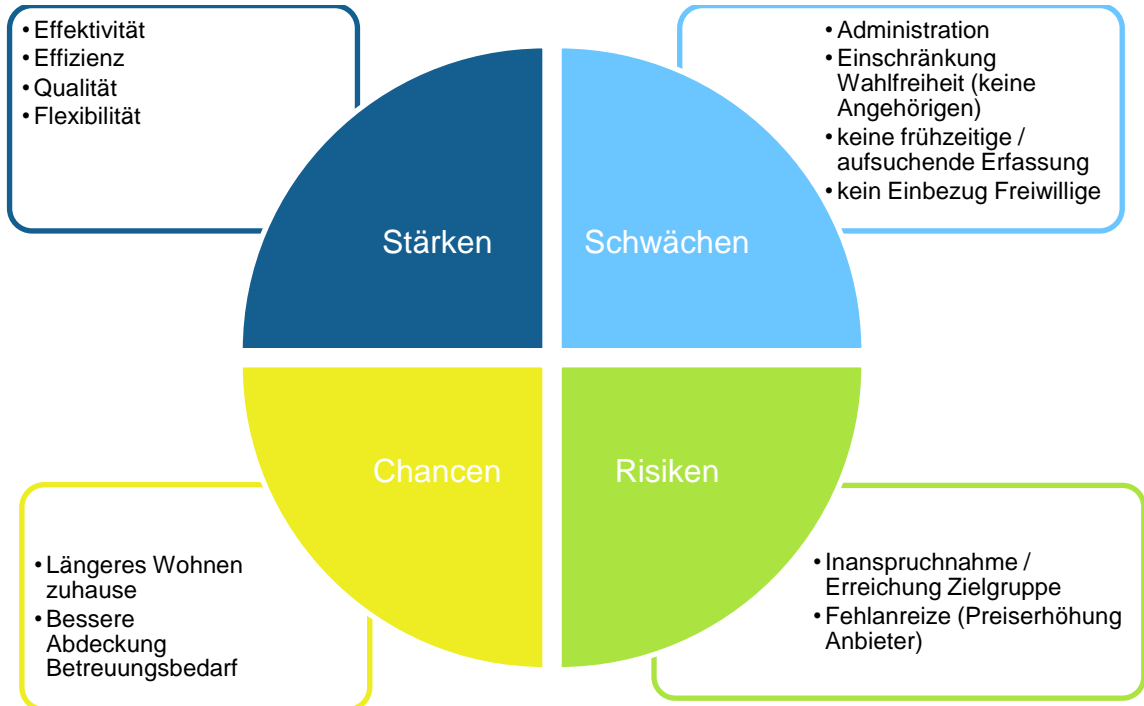 • Effektivität
• Effizienz
• Qualität
• Flexibilität
• Administration
• Einschränkung
Wahlfreiheit (keine
Angehörigen)
• keine frühzeitige /
aufsuchende Erfassung
• kein Einbezug Freiwillige
Stärken
Schwächen
Chancen
Risiken
• Längeres Wohnen
zuhause
• Bessere
Abdeckung
Betreuungsbedarf
• Inanspruchnahme /
Erreichung Zielgruppe
• Fehlanreize (Preiserhöhung
Anbieter)